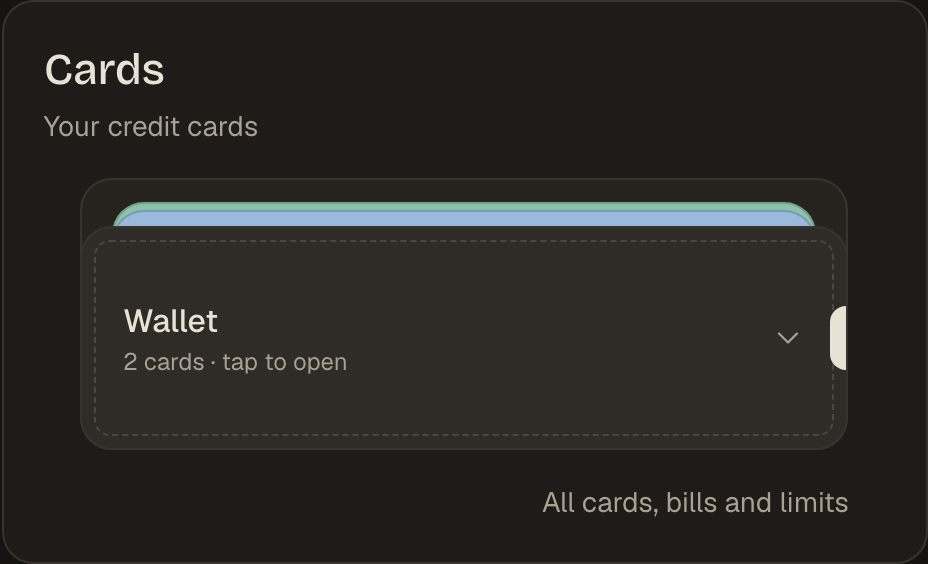 Cards
Your credit cards
Wallet
2 cards · tap to open
All cards, bills and limits